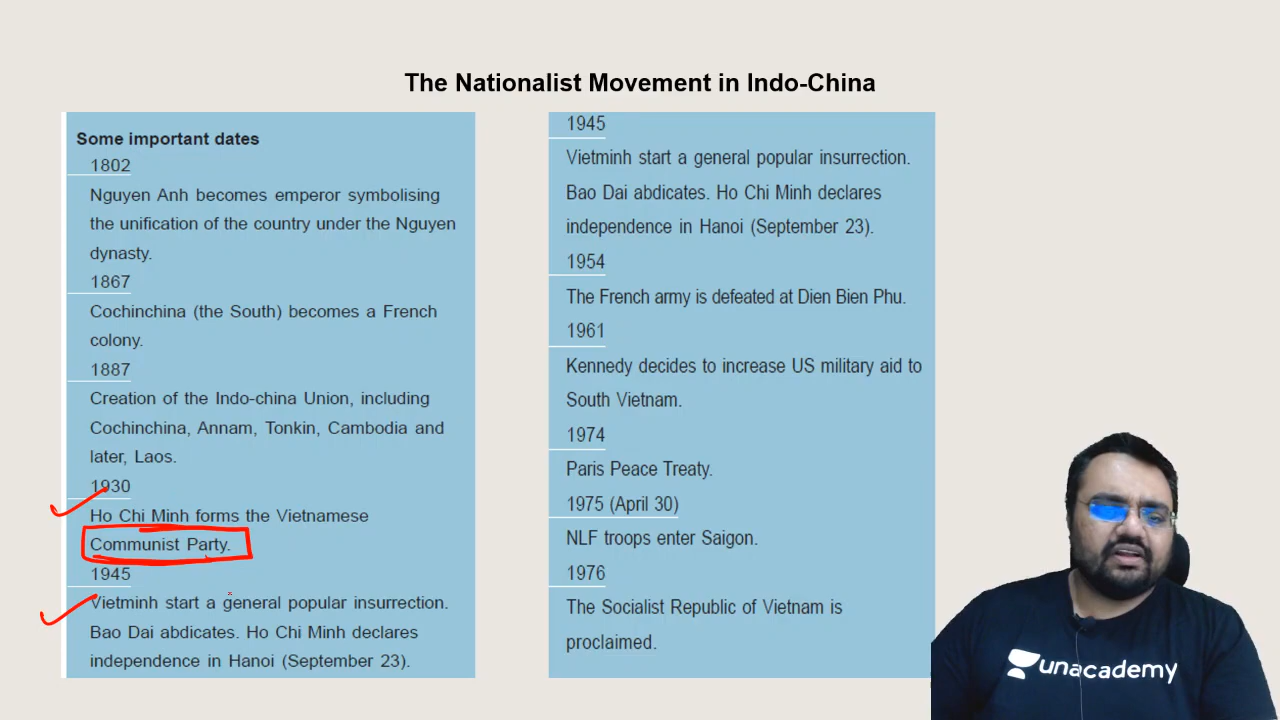 The Nationalist Movement in Indo-China
Some important dates
1802
Nguyen Anh becomes emperor symbolising
the unification of the country under the Nguyen
dynasty.
1867
Cochinchina (the South) becomes a French
colony.
1887
Creation of the Indo-china Union, including
Cochinchina, Annam, Tonkin, Cambodia and
later, Laos.
1930
Ho Chi Minh forms the Vietnamese
Communist Party.
1945
Vietminh start a general popular insurrection.
Bao Dai abdicates. Ho Chi Minh declares
independence in Hanoi (September 23).
1945
Vietminh start a general popular insurrection.
Bao Dai abdicates. Ho Chi Minh declares
independence in Hanoi (September 23).
1954
The French army is defeated at Dien Bien Phu.
1961
Kennedy decides to increase US military aid to
South Vietnam.
1974
Paris Peace Treaty.
1975 (April 30)
NLF troops enter Saigon.
1976
The Socialist Republic of Vietnam is
proclaimed.
unacademy